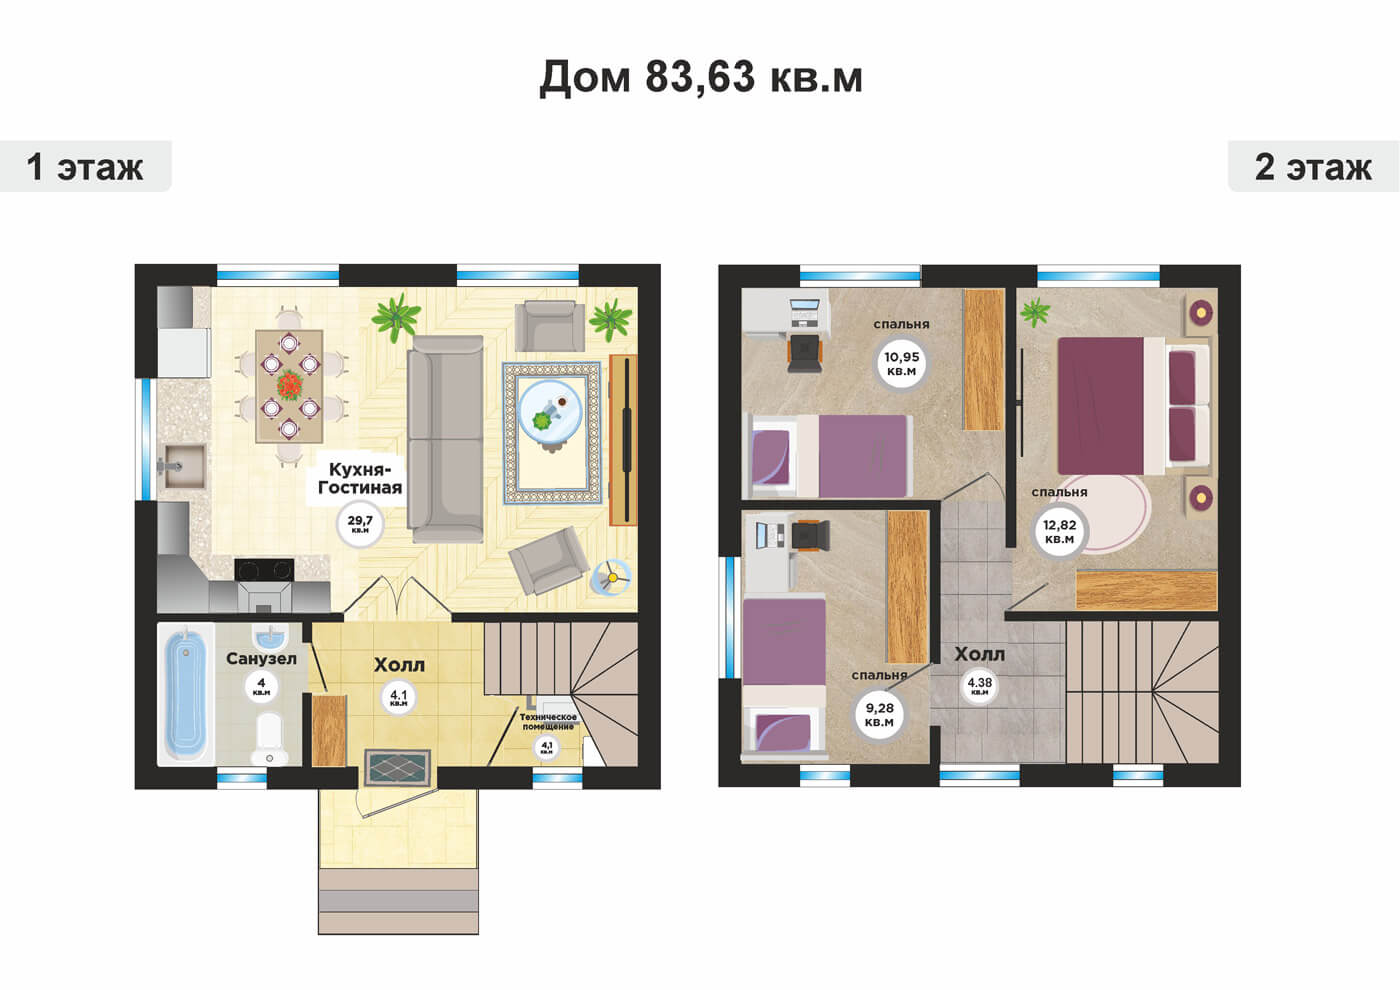 Дом 83,63 кв.м
1 этаж
2 этаж
Кухня-
Гостиная
29,7
кв.м
Санузел
4
кв.м
Холл
4.1
кв.м
Техническое
помещение
4,1
кв.м
спальня
10,95
кв.м
спальня
12,82
кв.м
спальня
9,28
кв.м
Холл
4.38
кв.м